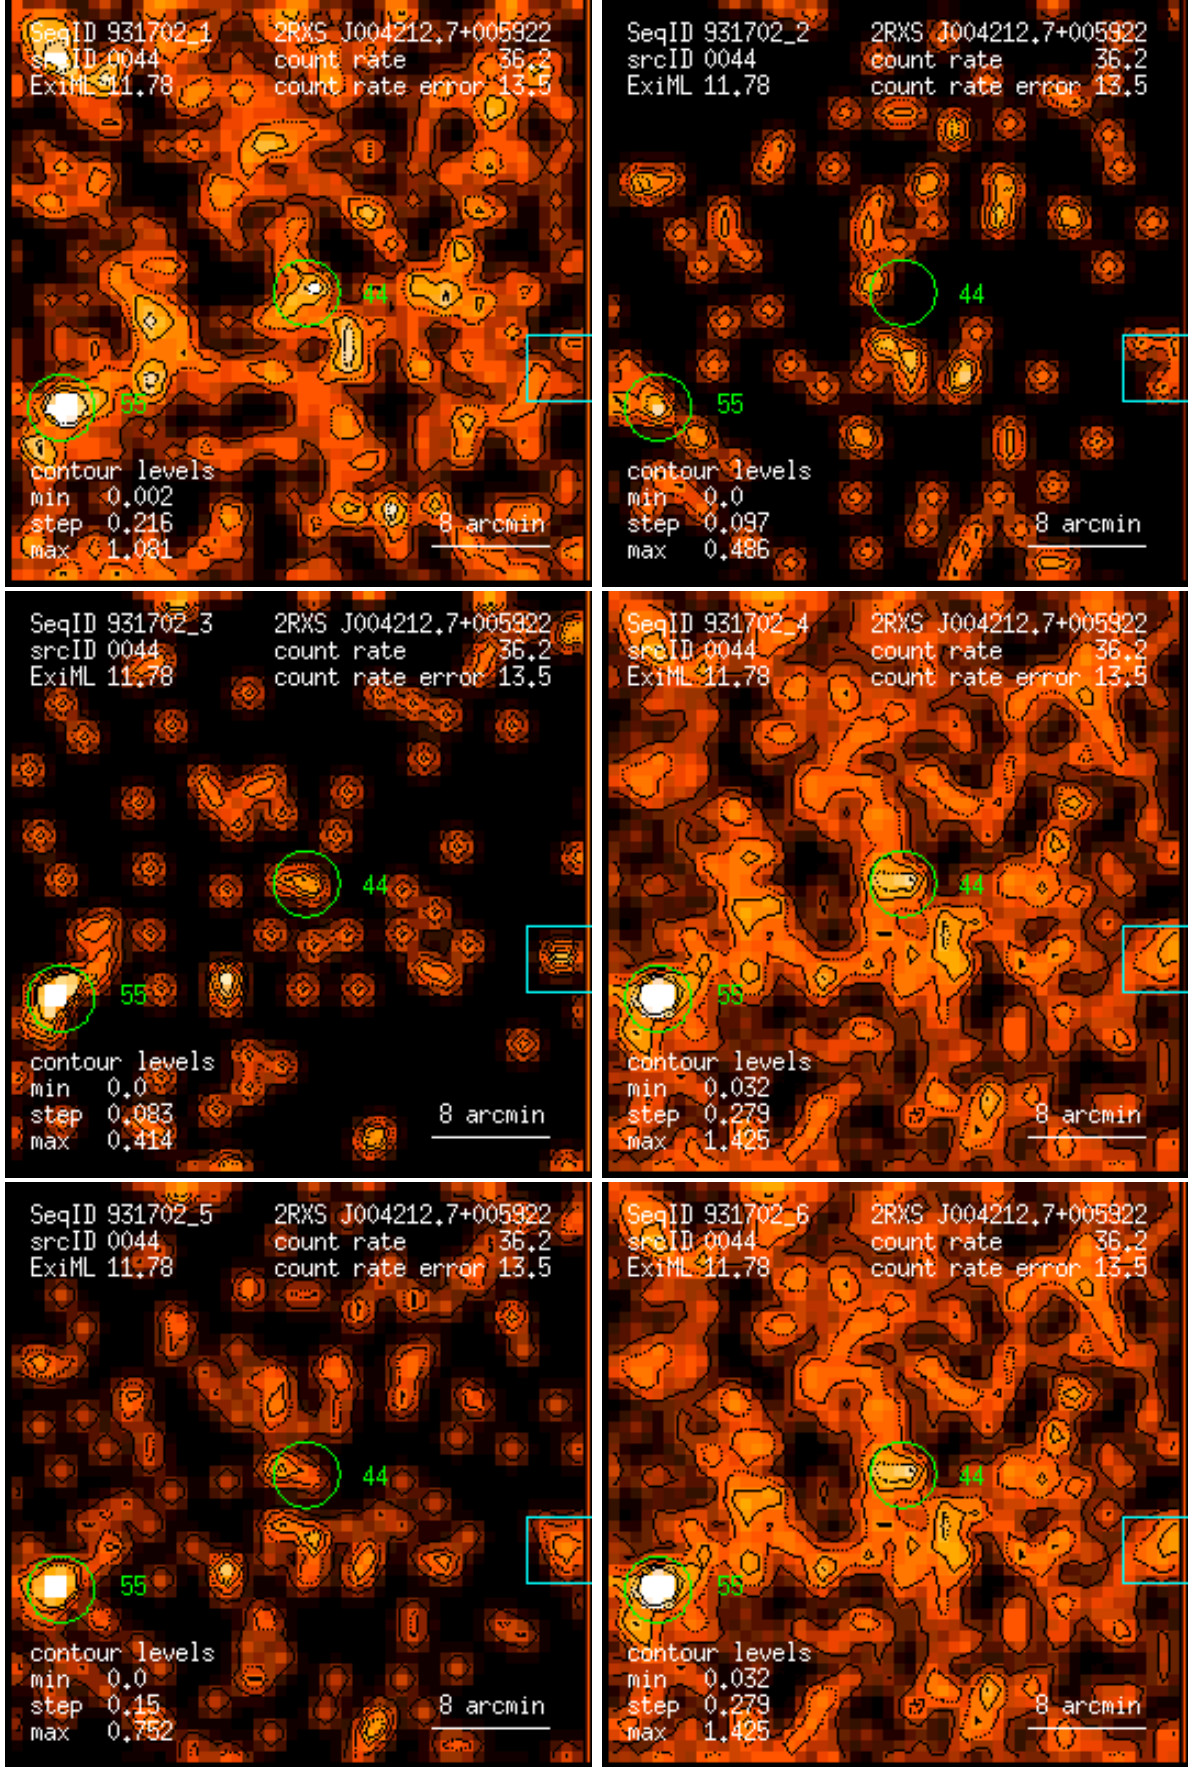 SeqID 931702_1 2RXS J004212.7+005922
srcID 0044 count rate 36.2
ExiML 11.78 count rate error 13.5
44
55
contour levels
min 0.002
step 0.216
max 1.081
8 arcmin
SeqID 931702_2 2RXS J004212.7+005922
srcID 0044 count rate 36.2
ExiML 11.78 count rate error 13.5
44
55
contour levels
min 0.0
step 0.097
max 0.486
8 arcmin
SeqID 931702_3 2RXS J004212.7+005922
srcID 0044 count rate 36.2
ExiML 11.78 count rate error 13.5
44
55
contour levels
min 0.0
step 0.083
max 0.414
8 arcmin
SeqID 931702_4 2RXS J004212.7+005922
srcID 0044 count rate 36.2
ExiML 11.78 count rate error 13.5
44
55
contour levels
min 0.032
step 0.279
max 1.425
8 arcmin
SeqID 931702_5 2RXS J004212.7+005922
srcID 0044 count rate 36.2
ExiML 11.78 count rate error 13.5
44
55
contour levels
min 0.0
step 0.15
max 0.752
8 arcmin
SeqID 931702_6 2RXS J004212.7+005922
srcID 0044 count rate 36.2
ExiML 11.78 count rate error 13.5
44
55
contour levels
min 0.032
step 0.279
max 1.425
8 arcmin